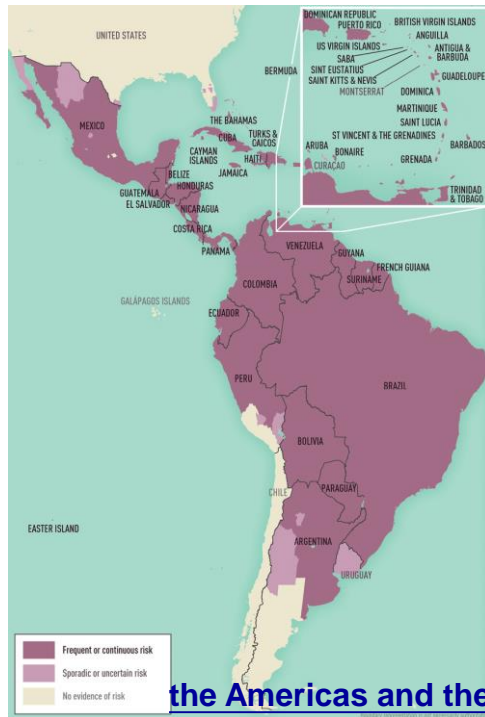 UNITED STATES
BERMUDA
DOMINICAN REPUBLIC
PUERTO RICO
BRITISH VIRGIN ISLANDS
ANGUILLA
US VIRGIN ISLANDS
SABA
SINT EUSTATIUS
SAINT KITTS & NEVIS
MONTSERRAT
ANTIGUA &
BARBUDA
GUADELOUPE
DOMINICA
MARTINIQUE
SAINT LUCIA
ST VINCENT & THE GRENADINES
BARBADOS
ARUBA
BONAIRE
CURAÇAO
GRENADA
TRINIDAD
& TOBAGO
MEXICO
THE BAHAMAS
CUBA
TURKS &
CAICOS
CAYMAN
ISLANDS
HAITI
JAMAICA
BELIZE
GUATEMALA
HONDURAS
EL SALVADOR
NICARAGUA
COSTA RICA
PANAMA
VENEZUELA
GUYANA
FRENCH GUIANA
SURINAME
COLOMBIA
GALÁPAGOS ISLANDS
ECUADOR
PERU
BRAZIL
BOLIVIA
CHILE
PARAGUAY
EASTER ISLAND
ARGENTINA
URUGUAY
Frequent or continuous risk
Sporadic or uncertain risk
No evidence of risk
the Americas and the